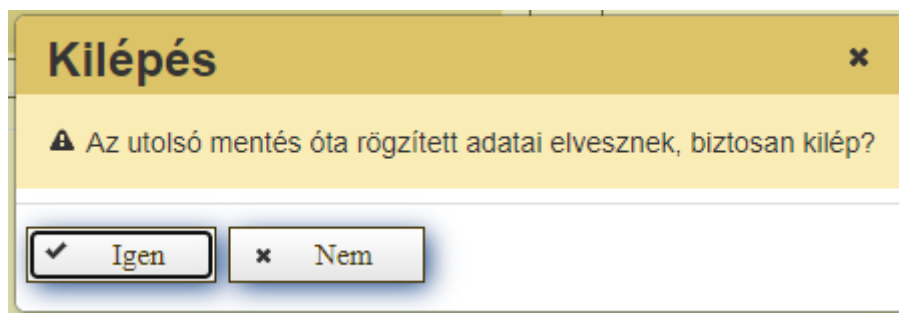 Kilépés
Az utolsó mentés óta rögzített adatai elvesznek, biztosan kilép?
Igen
Nem